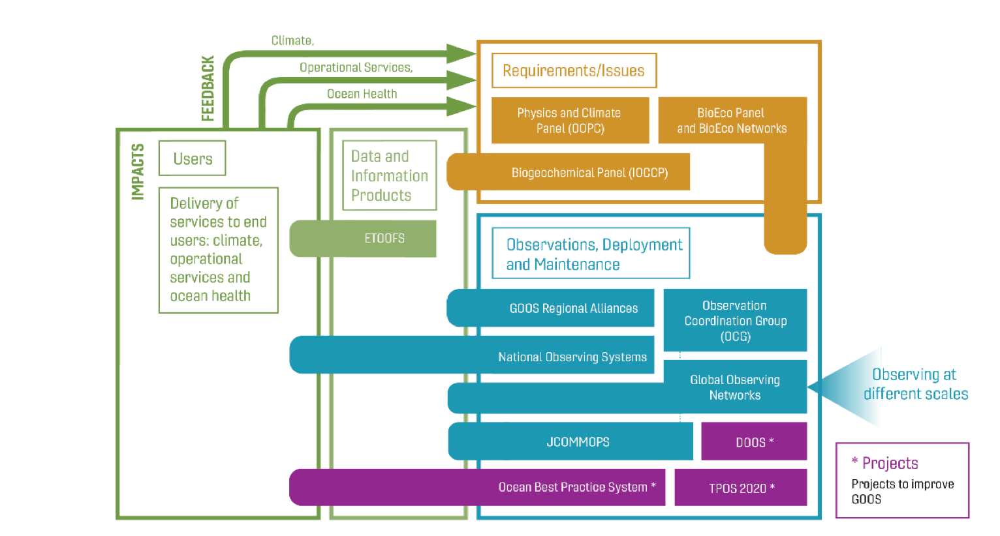 Climate,
Operational Services,
Ocean Health
FEEDBACK
IMPACTS
Users
Delivery of
services to end
users: climate,
operational
services and
ocean health
Data and
Information
Products
ETOOFS
Requirements/Issues
Physics and Climate
Panel (OOPC)
BioEco Panel
and BioEco Networks
Biogeochemical Panel (IOCCP)
Observations, Deployment
and Maintenance
GOOS Regional Alliances
Observation
Coordination Group
(OCG)
National Observing Systems
Global Observing
Networks
JCOMMOPS
DOOS *
Ocean Best Practice System *
TPOS 2020 *
Observing at
different scales
* Projects
Projects to improve
GOOS